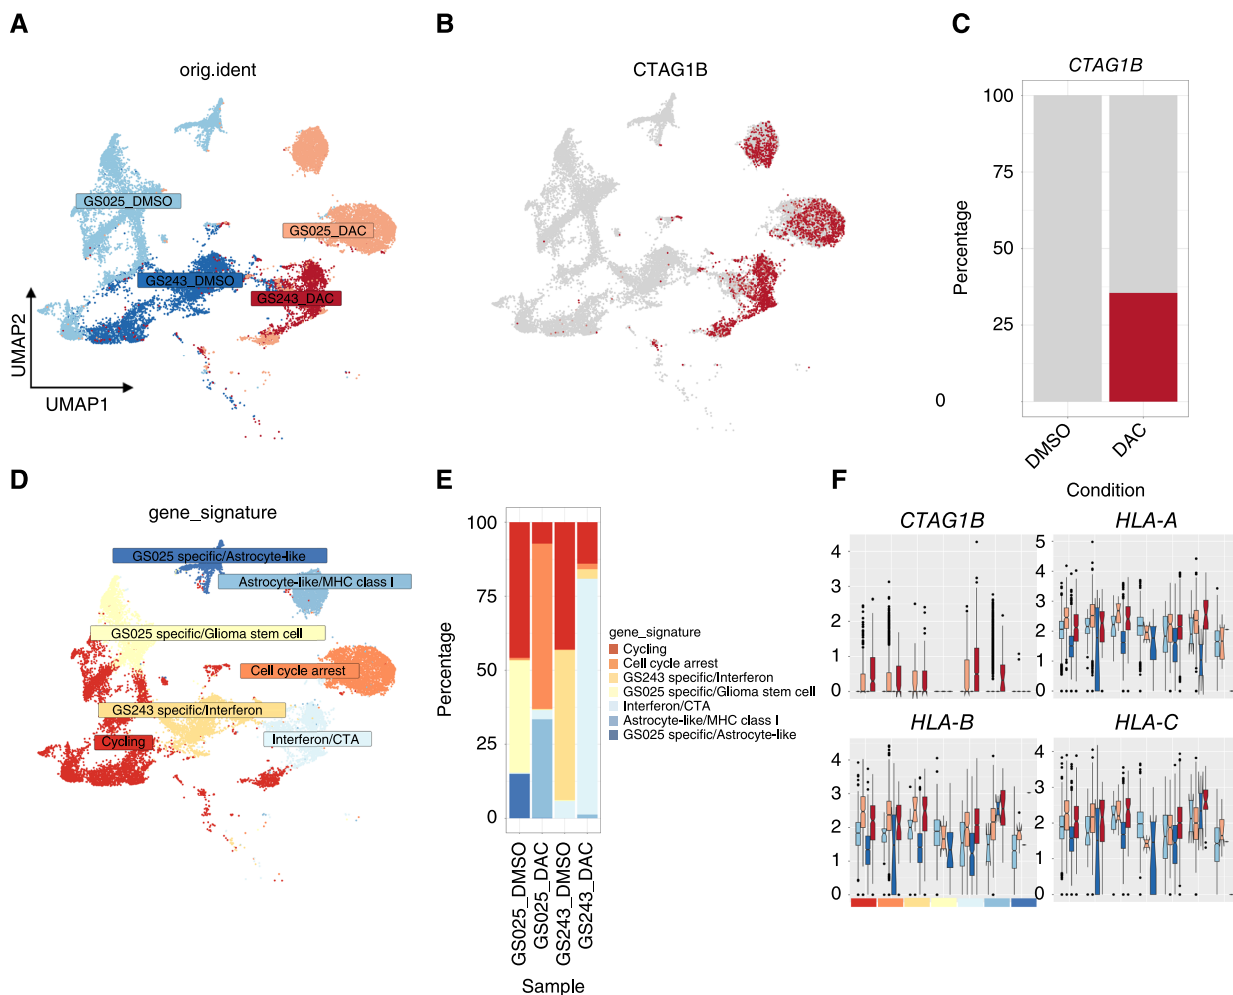 A
orig.ident
GS025_DMSO
GS025_DAC
GS243_DMSO
GS243_DAC
UMAP2
UMAP1
B
CTAG1B
C
CTAG1B
100
75
50
25
0
Percentage
DMSO
DAC
Condition
D
gene_signature
GS025 specific/Astrocyte-like
Astrocyte-like/MHC class I
GS025 specific/Glioma stem cell
Cell cycle arrest
GS243 specific/Interferon
Cycling
Interferon/CTA
E
100
75
50
25
0
Percentage
GS025_DMSO
GS025_DAC
GS243_DMSO
GS243_DAC
Sample
gene_signature
Cycling
Cell cycle arrest
GS243 specific/Interferon
GS025 specific/Glioma stem cell
Interferon/CTA
Astrocyte-like/MHC class I
GS025 specific/Astrocyte-like
F
CTAG1B
4
3
2
1
0
HLA-A
5
4
3
2
1
0
HLA-B
4
3
2
1
0
HLA-C
4
3
2
1
0